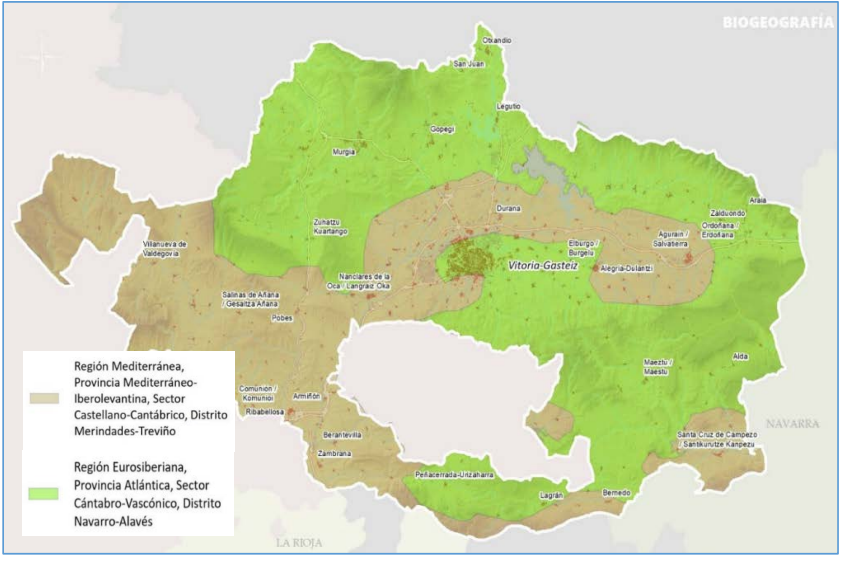 BIOGEOGRAFÍA
Otxandio
San Juan
Legutio
Gopegi
Murgia
Araia
Zalduondo
Durana
Ordoñana /
Erdoñana
Zuhatzu
Kuartango
Agurain /
Salvatierra
Villanueva de
Valdegovía
Elburgo /
Burgelu
Vitoria-Gasteiz
Alegría-Dulantzi
Nanclares de la
Oca / Langraiz Oka
Salinas de Añana
/ Gesaltza Añana
Pobes
Maeztu /
Maestu
Alda
Región Mediterránea,
Provincia Mediterráneo-
Iberolevantina, Sector
Castellano-Cantábrico, Distrito
Merindades-Treviño
Comunión /
Komunioi
Armiñón
Ribabellosa
NAVARRA
Berantevilla
Santa Cruz de Campezo
/ Santikurutze Kanpezu
Zambrana
Región Eurosiberiana,
Provincia Atlántica, Sector
Cántabro-Vascónico, Distrito
Navarro-Alavés
Peñacerrada-Urizaharra
Lagrán
Bernedo
LA RIOJA